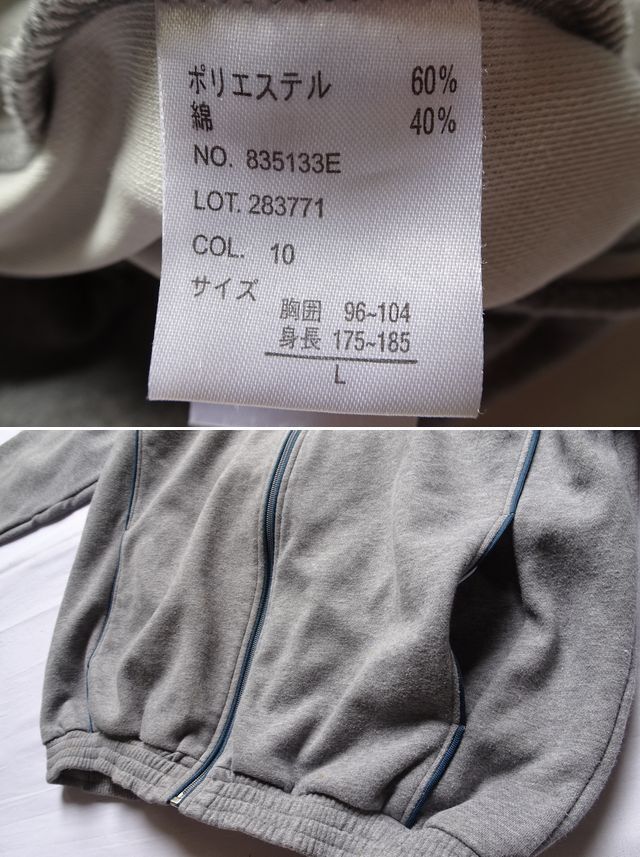 ポリエステル 60%
綿 40%
NO. 835133E
LOT. 283771
COL. 10
サイズ
胸囲 96~104
身長 175~185
L